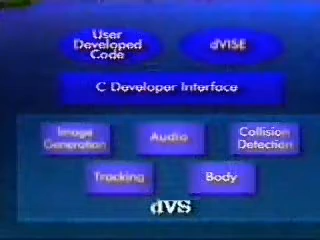 User
Developed
Code
dVISE
C Developer Interface
Image
Generation
Audio
Collision
Detection
Tracking
Body
dVS